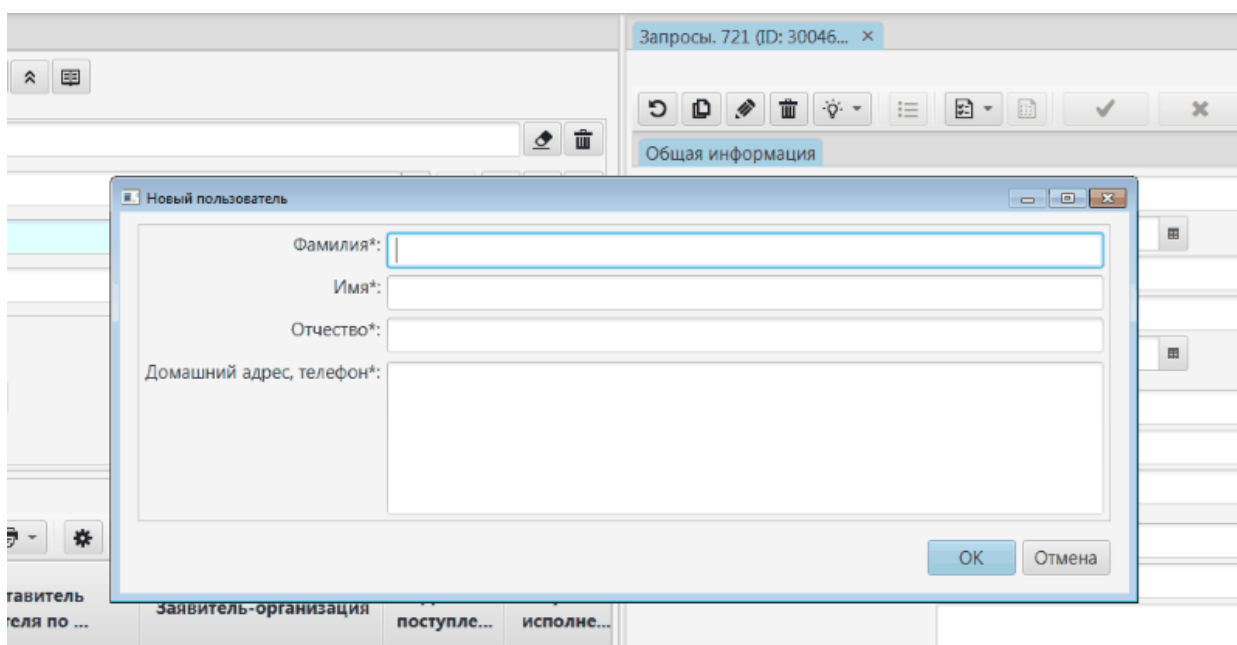 Запросы. 721 (ID: 30046...
Общая информация
Новый пользователь
Фамилия*:
Имя*:
Отчество*:
Домашний адрес, телефон*:
OK
Отмена
Заявитель-организация
поступле...
исполне...